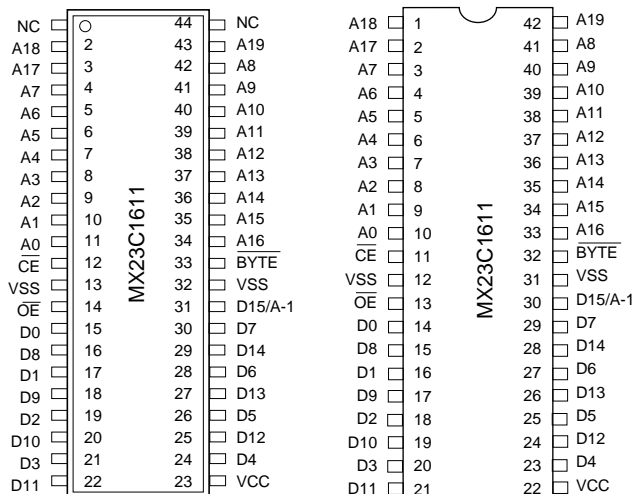 NC 44 NC
A18 2 43 A19
A17 3 42 A8
A7 4 41 A9
A6 5 40 A10
A5 6 39 A11
A4 7 38 A12
A3 8 37 A13
A2 9 36 A14
A1 10 35 A15
A0 11 34 A16
CE 12 33 BYTE
VSS 13 32 VSS
OE 14 31 D15/A-1
D0 15 30 D7
D8 16 29 D14
D1 17 28 D6
D9 18 27 D13
D2 19 26 D5
D10 20 25 D12
D3 21 24 D4
D11 22 23 VCC
MX23C1611
A18 1 42 A19
A17 2 41 A8
A7 3 40 A9
A6 4 39 A10
A5 5 38 A11
A4 6 37 A12
A3 7 36 A13
A2 8 35 A14
A1 9 34 A15
A0 10 33 A16
CE 11 32 BYTE
VSS 12 31 VSS
OE 13 30 D15/A-1
D0 14 29 D7
D8 15 28 D14
D1 16 27 D6
D9 17 26 D13
D2 18 25 D5
D10 19 24 D12
D3 20 23 D4
D11 21 22 VCC
MX23C1611